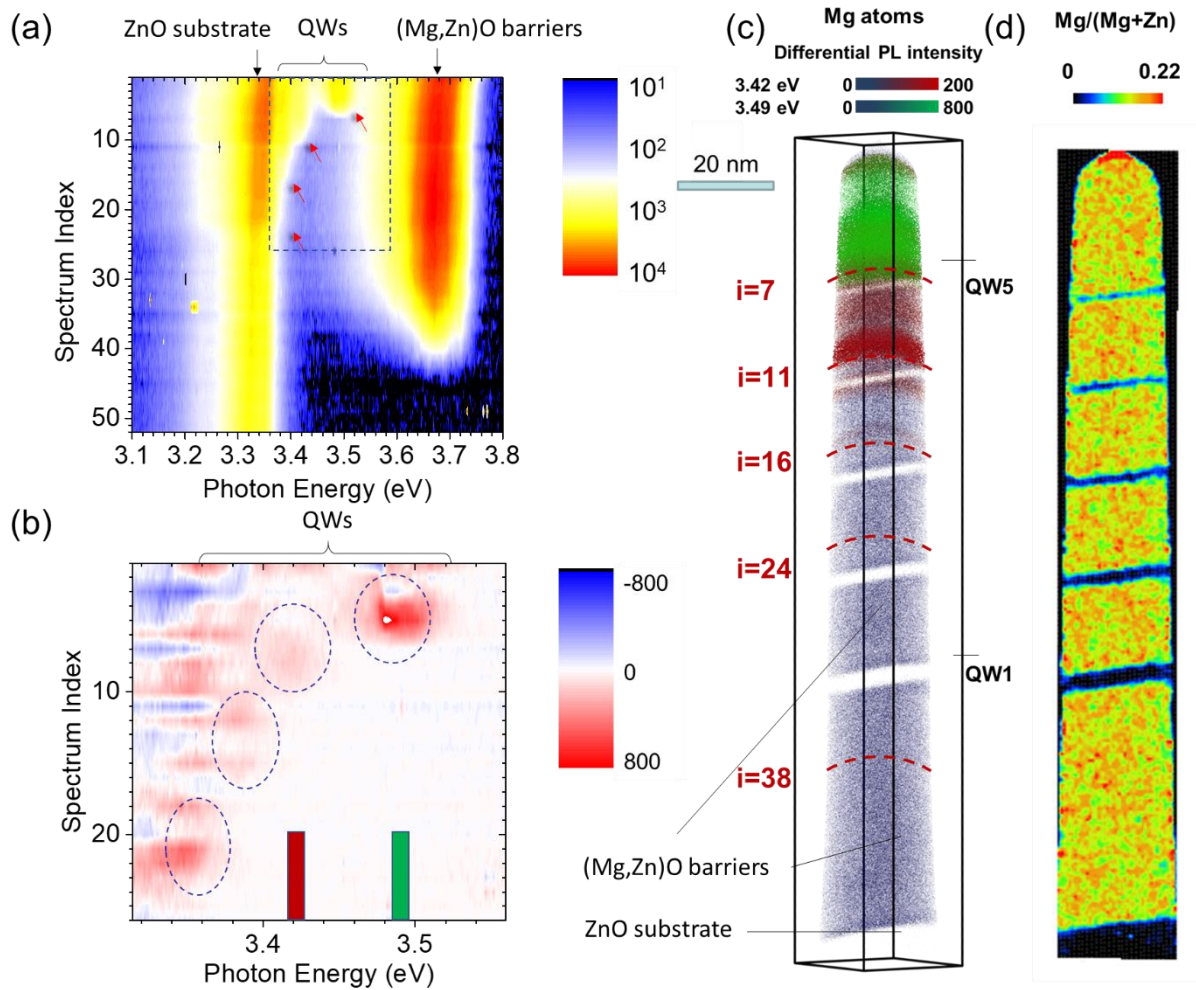 (a)
ZnO substrate
QWs
(Mg,Zn)O barriers
10
20
30
40
50
Spectrum Index
3.1 3.2 3.3 3.4 3.5 3.6 3.7 3.8
Photon Energy (eV)
10¹
10²
10³
10⁴
(b)
QWs
10
20
Spectrum Index
3.4 3.5
Photon Energy (eV)
-800
0
800
(c)
Mg atoms
Differential PL intensity
3.42 eV 0 200
3.49 eV 0 800
20 nm
i=7
QW5
i=11
i=16
i=24
QW1
i=38
(Mg,Zn)O barriers
ZnO substrate
(d)
Mg/(Mg+Zn)
0 0.22